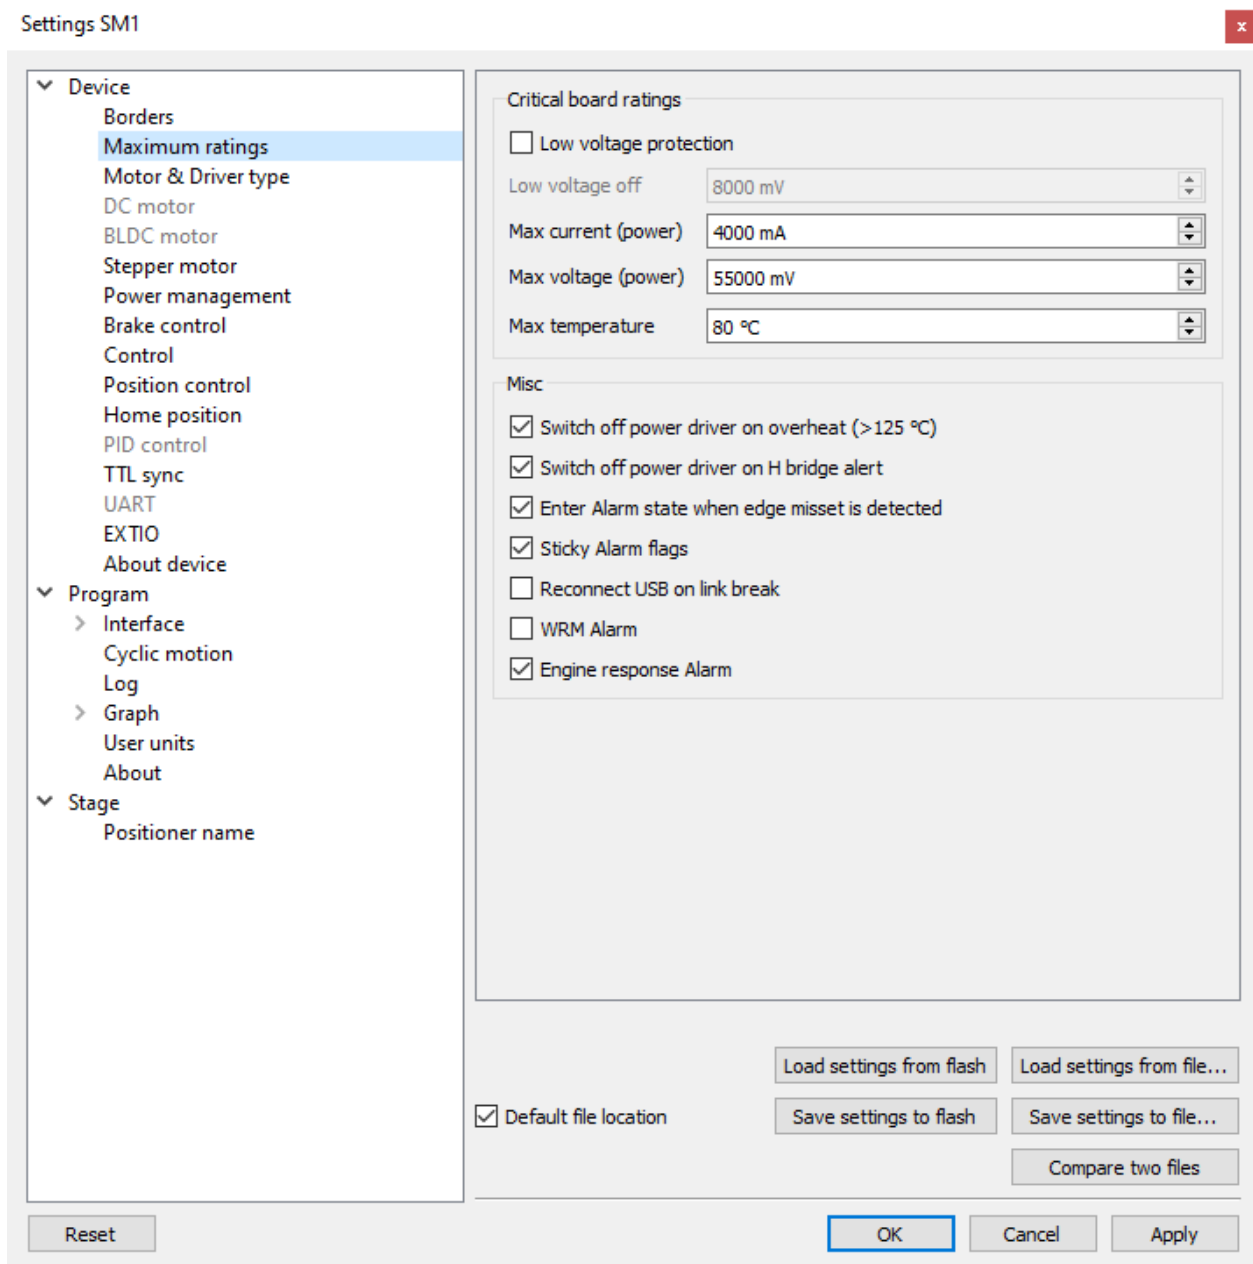 Settings SM1
x
Device
Borders
Maximum ratings
Motor & Driver type
DC motor
BLDC motor
Stepper motor
Power management
Brake control
Control
Position control
Home position
PID control
TTL sync
UART
EXTIO
About device
Program
Interface
Cyclic motion
Log
Graph
User units
About
Stage
Positioner name
Critical board ratings
Low voltage protection
Low voltage off 8000 mV
Max current (power) 4000 mA
Max voltage (power) 55000 mV
Max temperature 80 °C
Misc
Switch off power driver on overheat (>125 °C)
Switch off power driver on H bridge alert
Enter Alarm state when edge misset is detected
Sticky Alarm flags
Reconnect USB on link break
WRM Alarm
Engine response Alarm
Load settings from flash Load settings from file...
Default file location Save settings to flash Save settings to file...
Compare two files
Reset OK Cancel Apply